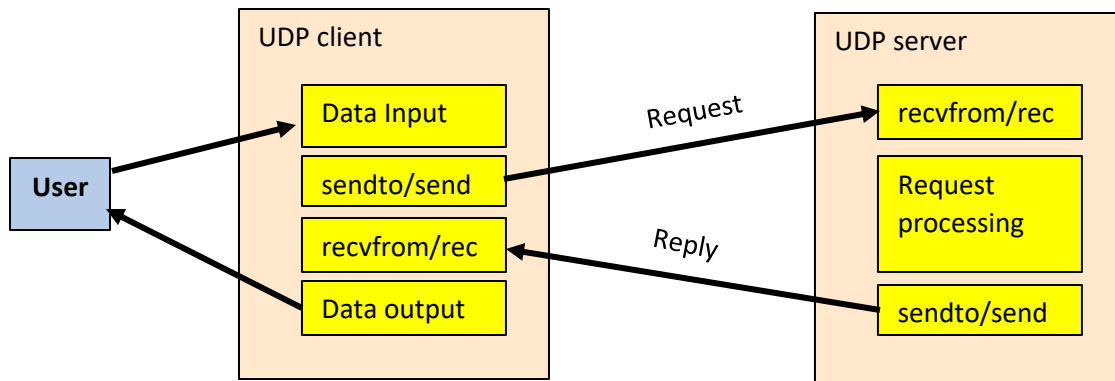 UDP client
UDP server
Data Input
Request
recvfrom/rec
User
sendto/send
Request
processing
recvfrom/rec
Reply
Data output
sendto/send